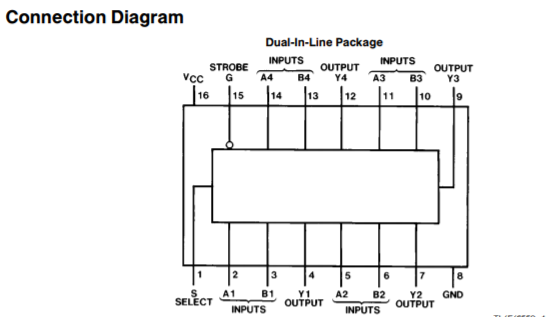 Connection Diagram
Dual-In-Line Package
STROBE INPUTS OUTPUT INPUTS OUTPUT
VCC G A4 B4 Y4 A3 B3 Y3
16 15 14 13 12 11 10 9
1 2 3 4 5 6 7 8
S A1 B1 Y1 A2 B2 Y2 GND
SELECT INPUTS OUTPUT INPUTS OUTPUT